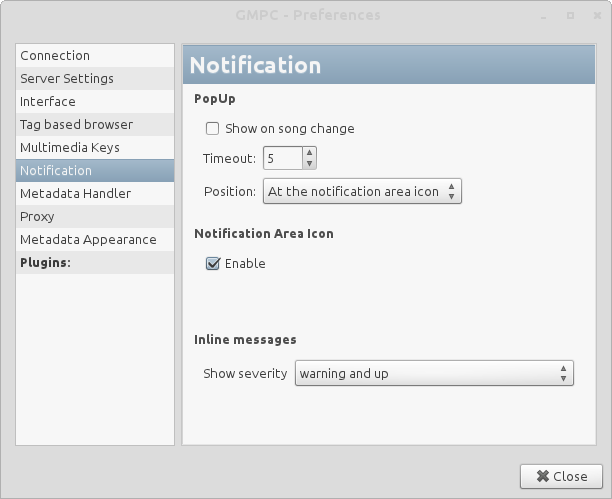 GMPC - Preferences
Connection
Server Settings
Interface
Tag based browser
Multimedia Keys
Notification
Metadata Handler
Proxy
Metadata Appearance
Plugins:
Notification
PopUp
Show on song change
Timeout: 5
Position: At the notification area icon
Notification Area Icon
Enable
Inline messages
Show severity warning and up
Close